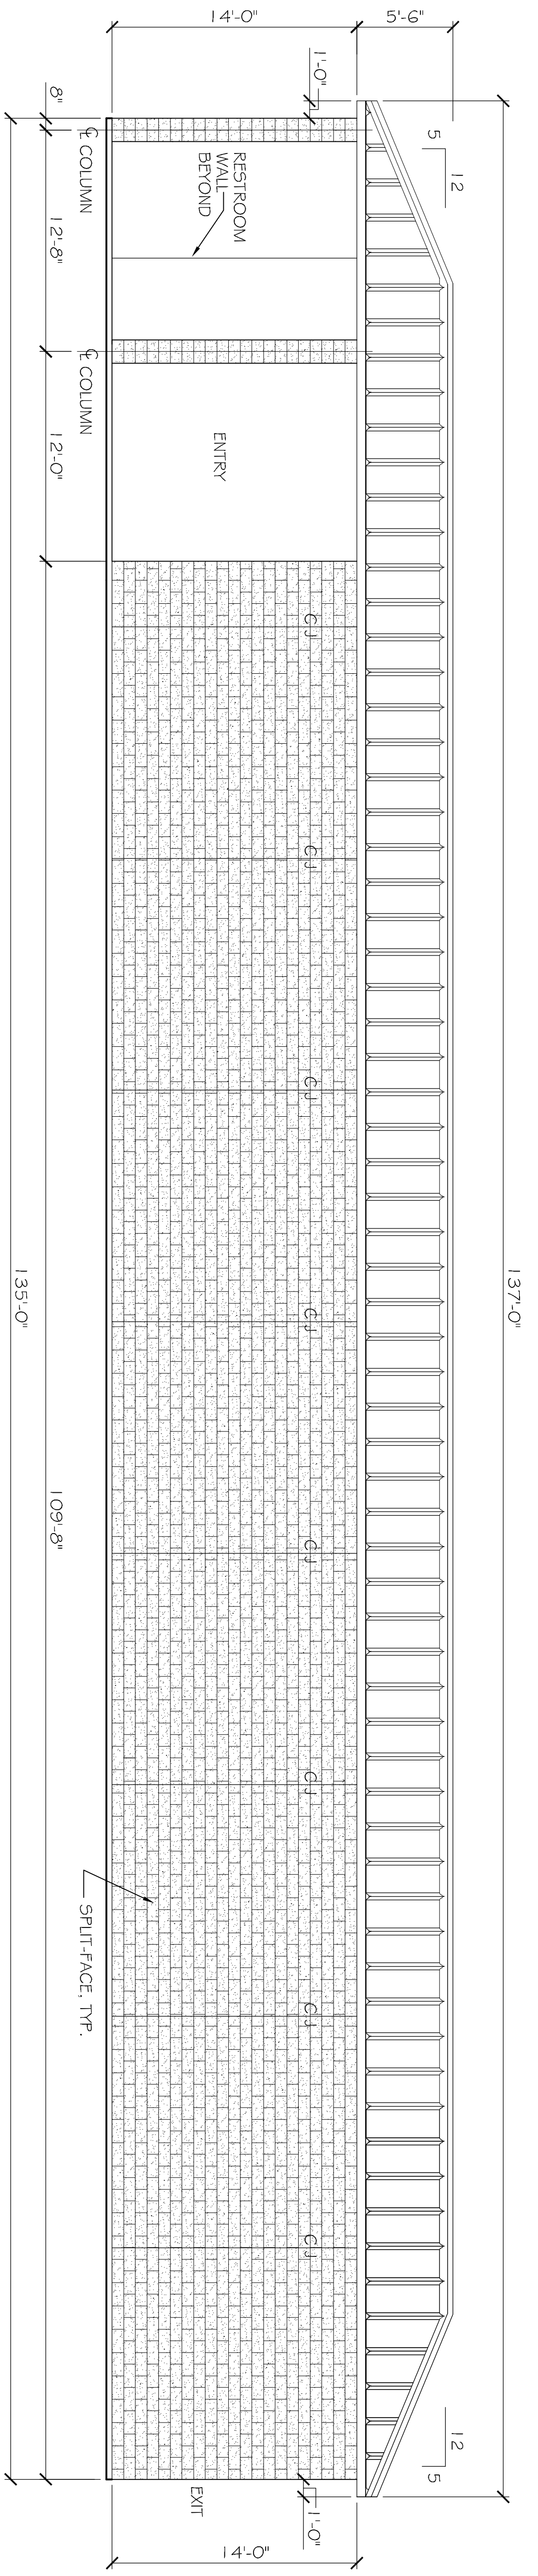 137'-0"
5'-6"
14'-0"
1'-0"
12
5
12
5
RESTROOM
WALL
BEYOND
ENTRY
CJ
CJ
CJ
CJ
CJ
CJ
CJ
CJ
1'-0"
14'-0"
EXIT
SPLIT-FACE, TYP.
℄ COLUMN
℄ COLUMN
8"
12'-8"
12'-0"
109'-8"
135'-0"